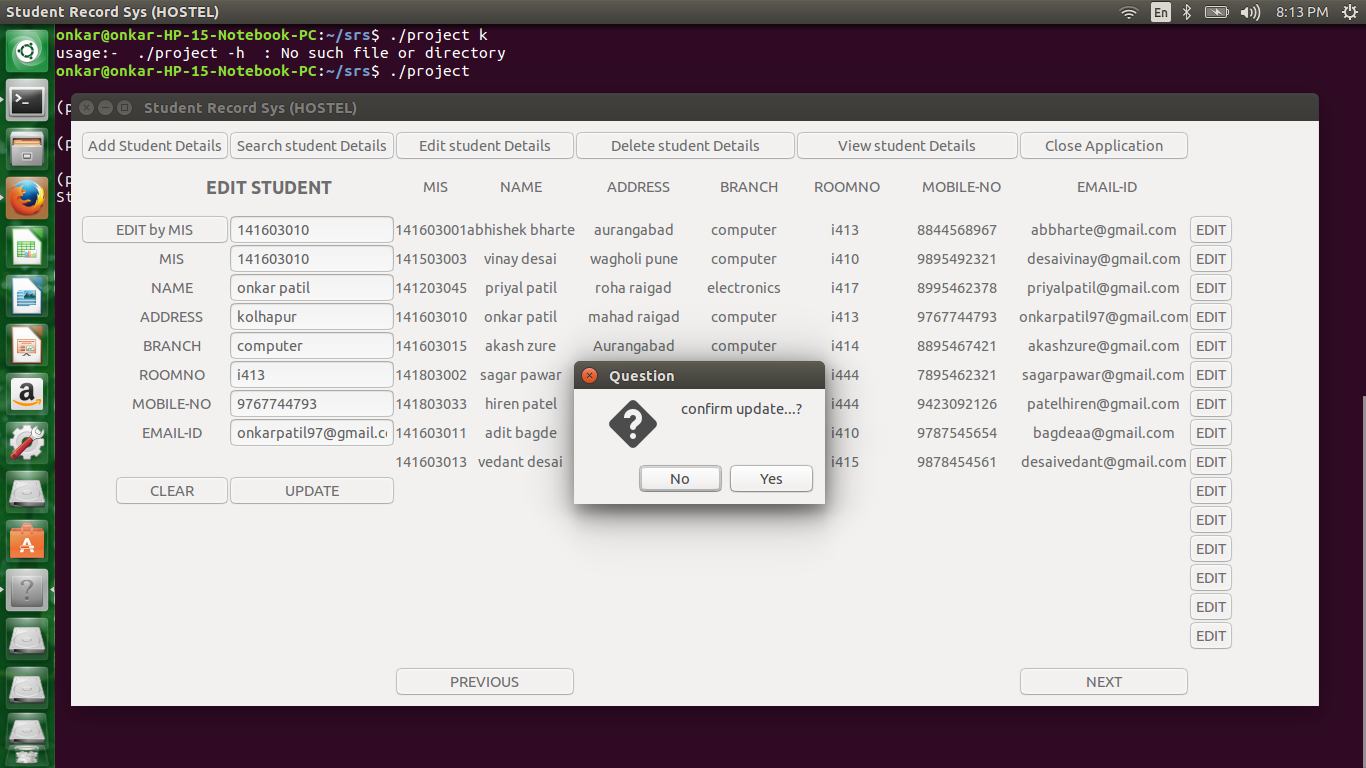 Student Record Sys (HOSTEL) En 8:13 PM
onkar@onkar-HP-15-Notebook-PC:~/srs$ ./project k
usage:-  ./project -h  : No such file or directory
onkar@onkar-HP-15-Notebook-PC:~/srs$ ./project
(p
(p
(p
St
Student Record Sys (HOSTEL)
Add Student Details Search student Details Edit student Details Delete student Details View student Details Close Application
EDIT STUDENT MIS NAME ADDRESS BRANCH ROOMNO MOBILE-NO EMAIL-ID
EDIT by MIS 141603010 141603001 abhishek bharte aurangabad computer i413 8844568967 abbharte@gmail.com EDIT
MIS 141603010 141503003 vinay desai wagholi pune computer i410 9895492321 desaivinay@gmail.com EDIT
NAME onkar patil 141203045 priyal patil roha raigad electronics i417 8995462378 priyalpatil@gmail.com EDIT
ADDRESS kolhapur 141603010 onkar patil mahad raigad computer i413 9767744793 onkarpatil97@gmail.com EDIT
BRANCH computer 141603015 akash zure Aurangabad computer i414 8895467421 akashzure@gmail.com EDIT
ROOMNO i413 141803002 sagar pawar i444 7895462321 sagarpawar@gmail.com EDIT
MOBILE-NO 9767744793 141803033 hiren patel i444 9423092126 patelhiren@gmail.com EDIT
EMAIL-ID onkarpatil97@gmail.c 141603011 adit bagde i410 9787545654 bagdeaa@gmail.com EDIT
141603013 vedant desai i415 9878454561 desaivedant@gmail.com EDIT
CLEAR UPDATE EDIT
EDIT
EDIT
EDIT
EDIT
EDIT
PREVIOUS NEXT
Question
confirm update...?
No Yes